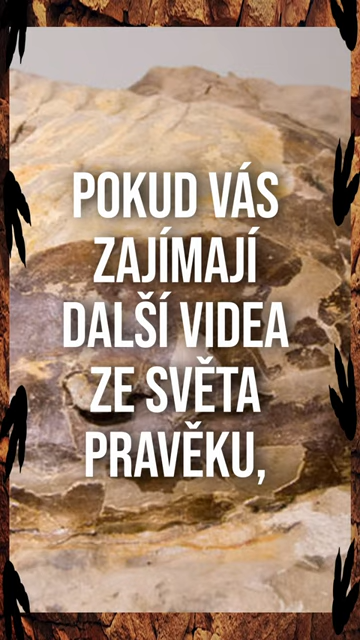 POKUD VÁS
ZAJÍMAJÍ
DALŠÍ VIDEA
ZE SVĚTA
PRAVĚKU,